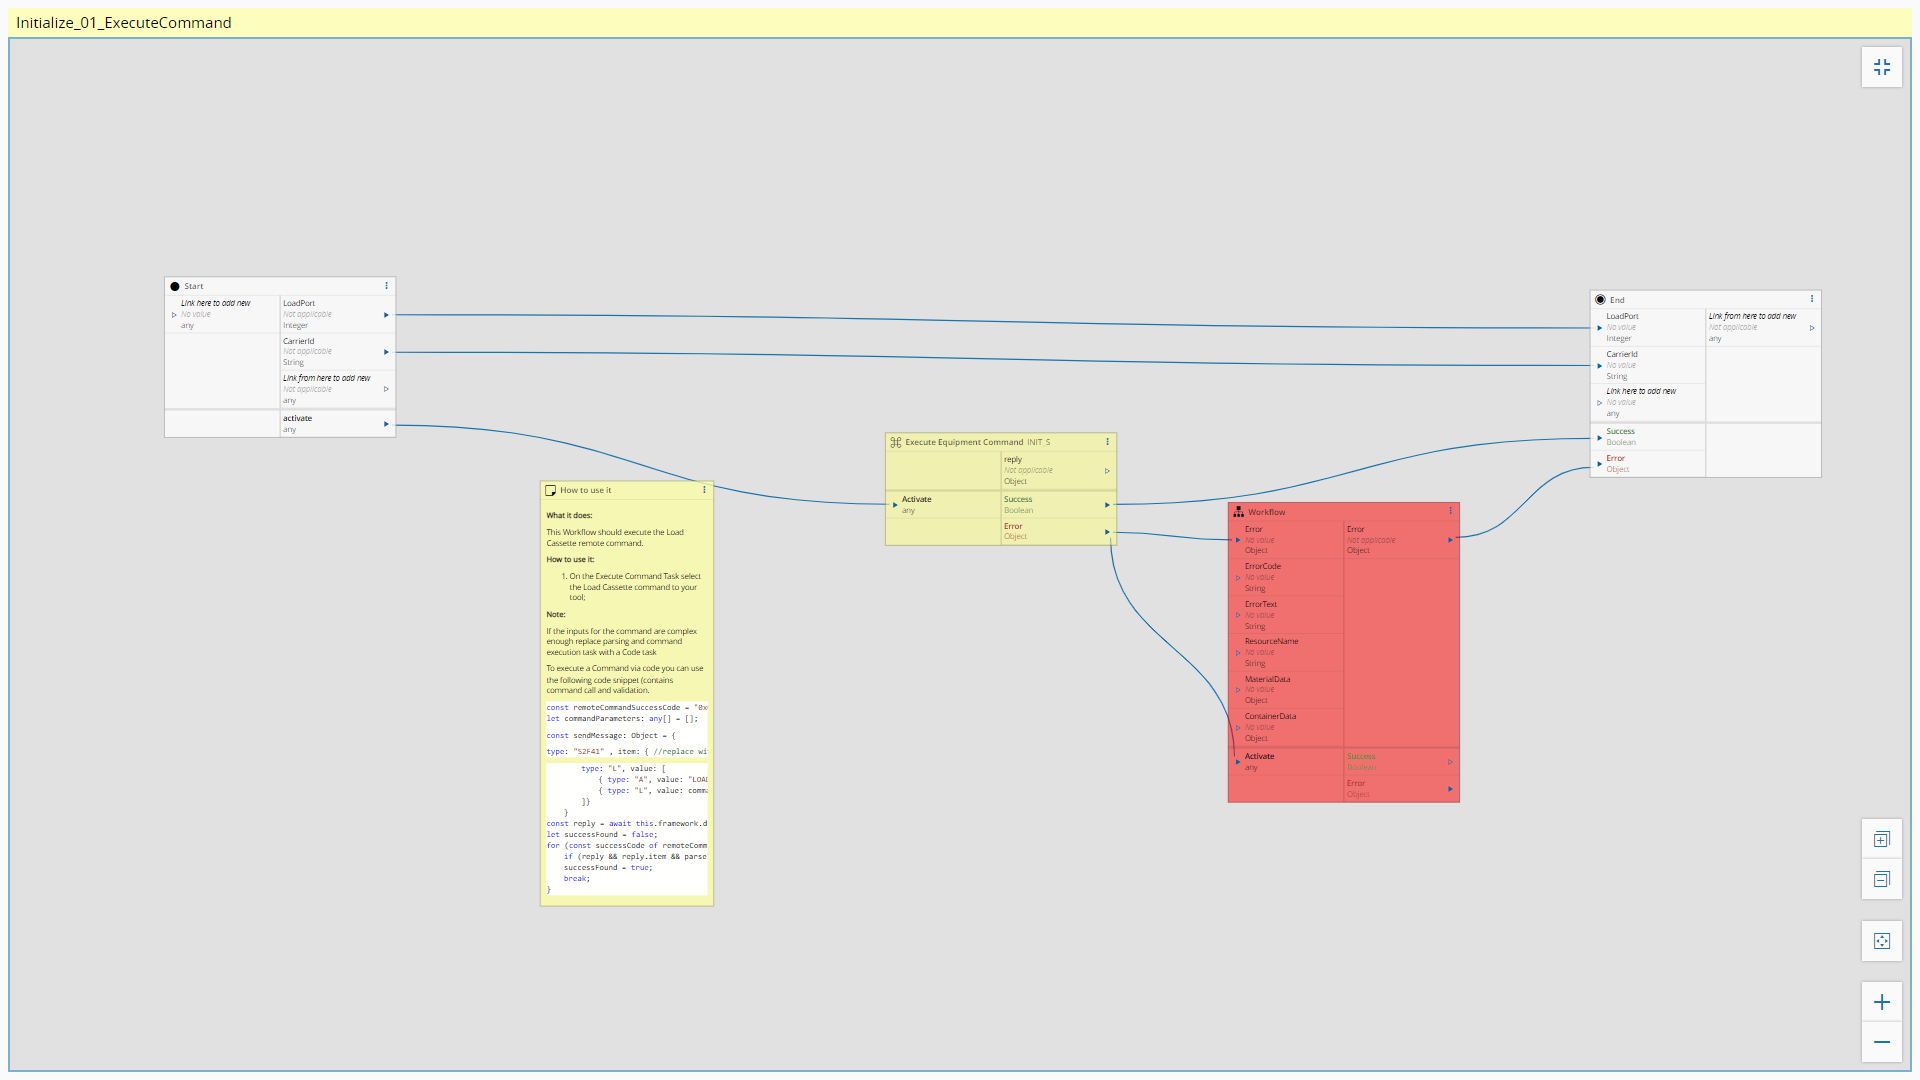 Initialize_01_ExecuteCommand
Start
Link here to add new
No value
any
LoadPort
Not applicable
Integer
CarrierId
Not applicable
String
Link from here to add new
Not applicable
any
activate
any
How to use it
What it does:
This Workflow should execute the Load
Cassette remote command.
How to use it:
1. On the Execute Command Task select
the Load Cassette command to your
tool;
Note:
If the inputs for the command are complex
enough replace parsing and command
execution task with a Code task
To execute a Command via code you can use
the following code snippet (contains
command call and validation.
const remoteCommandSuccessCode = "0x
let commandParameters: any[] = [];
const sendMessage: Object = {
type: "S2F41" , item: { //replace wi
type: "L", value: [
{ type: "A", value: "LOAD
{ type: "L", value: comma
]}
}
const reply = await this.framework.d
let successFound = false;
for (const successCode of remoteComm
if (reply && reply.item && parse
successFound = true;
break;
}
Execute Equipment Command INIT_S
reply
Not applicable
Object
Activate
any
Success
Boolean
Error
Object
Workflow
Error
No value
Object
ErrorCode
No value
String
ErrorText
No value
String
ResourceName
No value
String
MaterialData
No value
Object
ContainerData
No value
Object
Activate
any
Error
Not applicable
Object
Success
Boolean
Error
Object
End
LoadPort
No value
Integer
CarrierId
No value
String
Link here to add new
No value
any
Success
Boolean
Error
Object
Link from here to add new
Not applicable
any